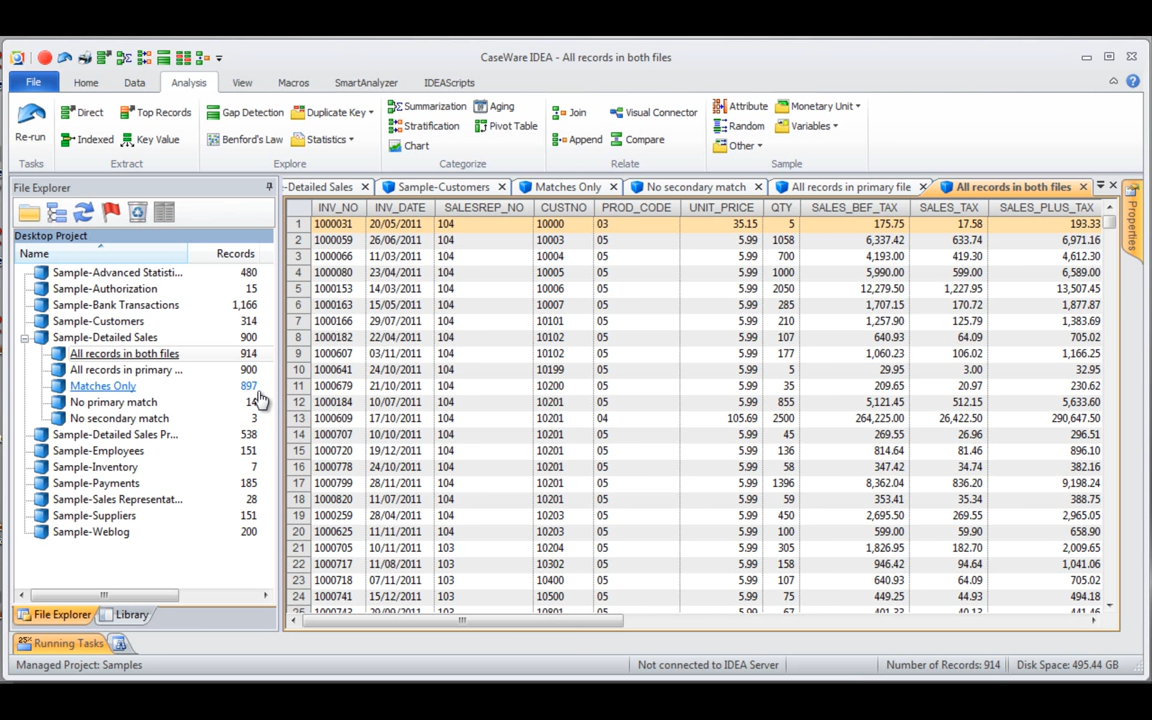 CaseWare IDEA - All records in both files
File Home Data Analysis View Macros SmartAnalyzer IDEAScripts
Re-run Direct Top Records Gap Detection Duplicate Key Summarization Aging Join Visual Connector Attribute Monetary Unit
Indexed Key Value Benford's Law Statistics Stratification Pivot Table Append Compare Random Variables
Chart Other
Tasks Extract Explore Categorize Relate Sample
File Explorer
-Detailed Sales Sample-Customers Matches Only No secondary match All records in primary file All records in both files
Properties
Desktop Project
Name Records
Sample-Advanced Statisti... 480
Sample-Authorization 15
Sample-Bank Transactions 1,166
Sample-Customers 314
Sample-Detailed Sales 900
All records in both files 914
All records in primary ... 900
Matches Only 897
No primary match 14
No secondary match 3
Sample-Detailed Sales Pr... 538
Sample-Employees 151
Sample-Inventory 7
Sample-Payments 185
Sample-Sales Representat... 28
Sample-Suppliers 151
Sample-Weblog 200
File Explorer Library
INV_NO INV_DATE SALESREP_NO CUSTNO PROD_CODE UNIT_PRICE QTY SALES_BEF_TAX SALES_TAX SALES_PLUS_TAX
1 1000031 20/05/2011 104 10000 03 35.15 5 175.75 17.58 193.33
2 1000059 26/06/2011 104 10003 05 5.99 1058 6,337.42 633.74 6,971.16
3 1000066 11/03/2011 104 10004 05 5.99 700 4,193.00 419.30 4,612.30
4 1000080 23/04/2011 104 10005 05 5.99 1000 5,990.00 599.00 6,589.00
5 1000153 14/03/2011 104 10006 05 5.99 2050 12,279.50 1,227.95 13,507.45
6 1000163 15/05/2011 104 10007 05 5.99 285 1,707.15 170.72 1,877.87
7 1000166 29/07/2011 104 10101 05 5.99 210 1,257.90 125.79 1,383.69
8 1000182 22/04/2011 104 10102 05 5.99 107 640.93 64.09 705.02
9 1000607 03/11/2011 104 10102 05 5.99 177 1,060.23 106.02 1,166.25
10 1000641 24/10/2011 104 10199 05 5.99 5 29.95 3.00 32.95
11 1000679 24/10/2011 104 10200 05 5.99 35 209.65 20.97 230.62
12 1000184 10/07/2011 104 10201 05 5.99 855 5,121.45 512.15 5,633.60
13 1000609 17/10/2011 104 10201 04 105.69 2500 264,225.00 26,422.50 290,647.50
14 1000707 10/10/2011 104 10201 05 5.99 45 269.55 26.96 296.51
15 1000720 19/12/2011 104 10201 05 5.99 136 814.64 81.46 896.10
16 1000778 24/10/2011 104 10201 05 5.99 58 347.42 34.74 382.16
17 1000799 28/11/2011 104 10201 05 5.99 1396 8,362.04 836.20 9,198.24
18 1000820 11/07/2011 104 10201 05 5.99 59 353.41 35.34 388.75
19 1000259 28/04/2011 104 10203 05 5.99 450 2,695.50 269.55 2,965.05
20 1000625 11/11/2011 104 10203 05 5.99 100 599.00 59.90 658.90
21 1000705 10/11/2011 103 10204 05 5.99 305 1,826.95 182.70 2,009.65
22 1000717 11/08/2011 103 10302 05 5.99 158 946.42 94.64 1,041.06
23 1000718 07/11/2011 103 10400 05 5.99 107 640.93 64.09 705.02
24 1000741 15/12/2011 103 10500 05 5.99 75 449.25 44.93 494.18
Running Tasks
Managed Project: Samples Not connected to IDEA Server Number of Records: 914 Disk Space: 495.44 GB